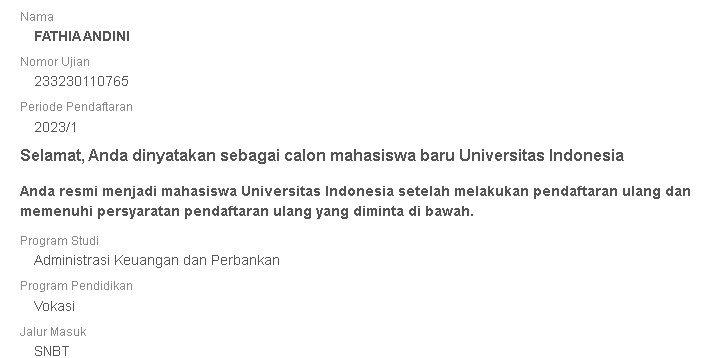 Nama
FATHIA ANDINI
Nomor Ujian
233230110765
Periode Pendaftaran
2023/1
Selamat, Anda dinyatakan sebagai calon mahasiswa baru Universitas Indonesia
Anda resmi menjadi mahasiswa Universitas Indonesia setelah melakukan pendaftaran ulang dan
memenuhi persyaratan pendaftaran ulang yang diminta di bawah.
Program Studi
Administrasi Keuangan dan Perbankan
Program Pendidikan
Vokasi
Jalur Masuk
SNBT